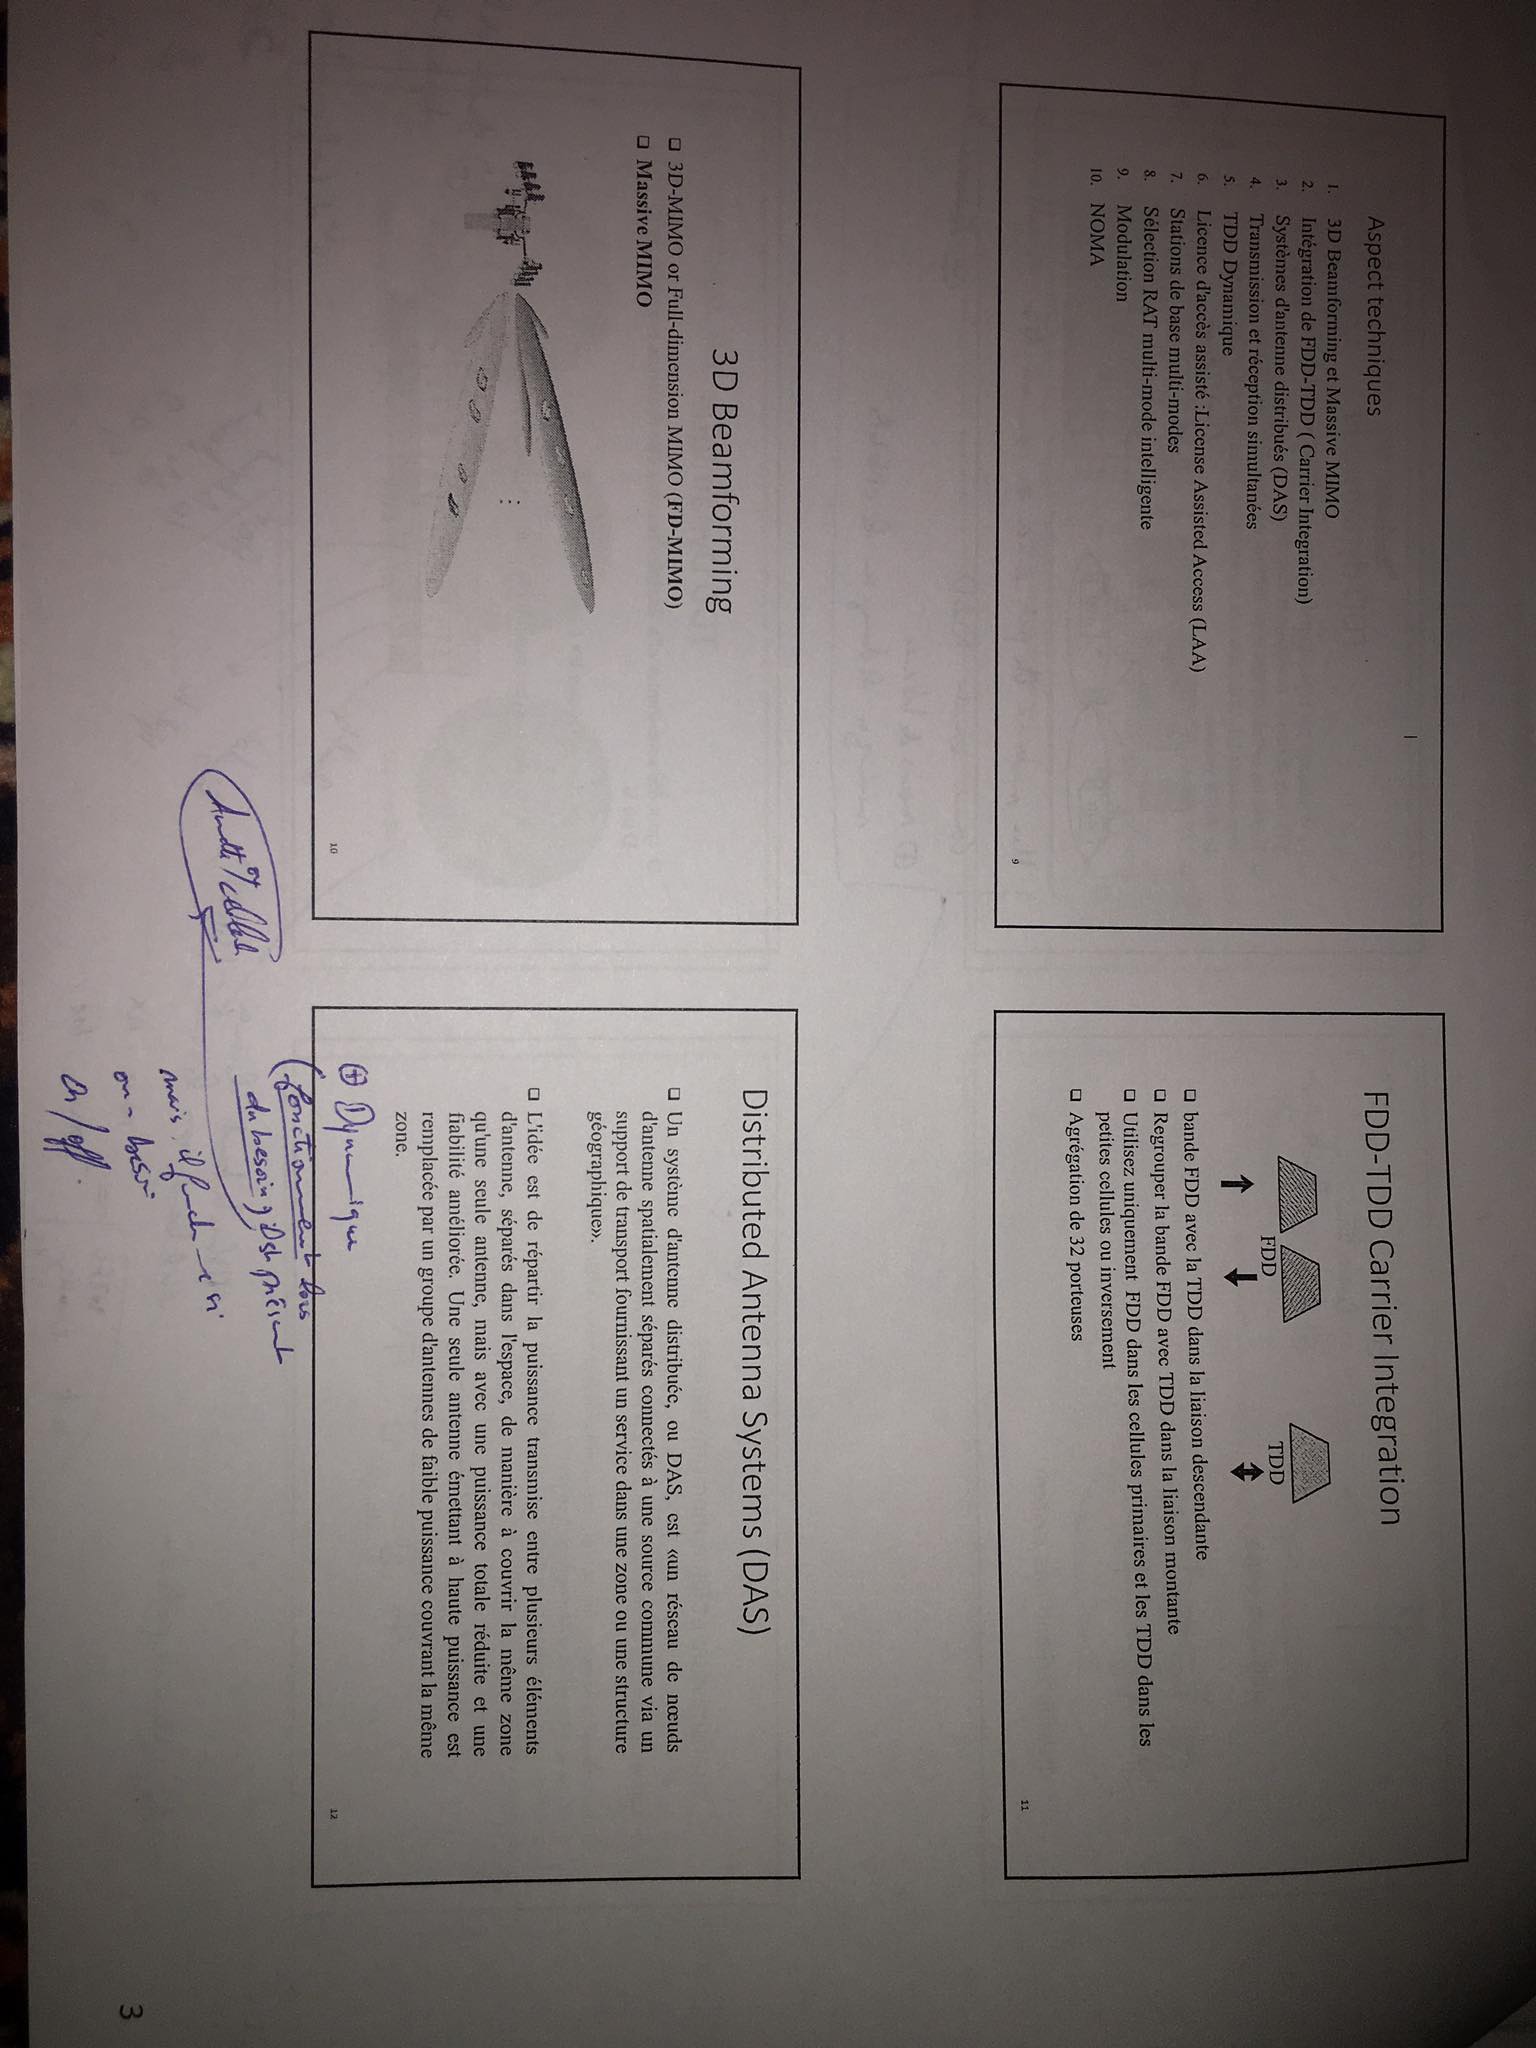 Aspect techniques
1. 3D Beamforming et Massive MIMO
2. Intégration de FDD-TDD ( Carrier Integration)
3. Systèmes d'antenne distribués (DAS)
4. Transmission et réception simultanées
5. TDD Dynamique
6. Licence d'accès assisté :License Assisted Access (LAA)
7. Stations de base multi-modes
8. Sélection RAT multi-mode intelligente
9. Modulation
10. NOMA
9
FDD-TDD Carrier Integration
FDD
TDD
bande FDD avec la TDD dans la liaison descendante
Regrouper la bande FDD avec TDD dans la liaison montante
Utilisez uniquement FDD dans les cellules primaires et les TDD dans les
petites cellules ou inversement
Agrégation de 32 porteuses
11
3D Beamforming
3D-MIMO or Full-dimension MIMO (FD-MIMO)
Massive MIMO
10
Distributed Antenna Systems (DAS)
Un système d'antenne distribuée, ou DAS, est «un réseau de nœuds
d'antenne spatialement séparés connectés à une source commune via un
support de transport fournissant un service dans une zone ou une structure
géographique».
L'idée est de répartir la puissance transmise entre plusieurs éléments
d'antenne, séparés dans l'espace, de manière à couvrir la même zone
qu'une seule antenne, mais avec une puissance totale réduite et une
fiabilité améliorée. Une seule antenne émettant à haute puissance est
remplacée par un groupe d'antennes de faible puissance couvrant la même
zone.
12
⊕ Dynamique
(fonctionnement lors
du besoin, présent
mais il si
besoin
on/off.
3